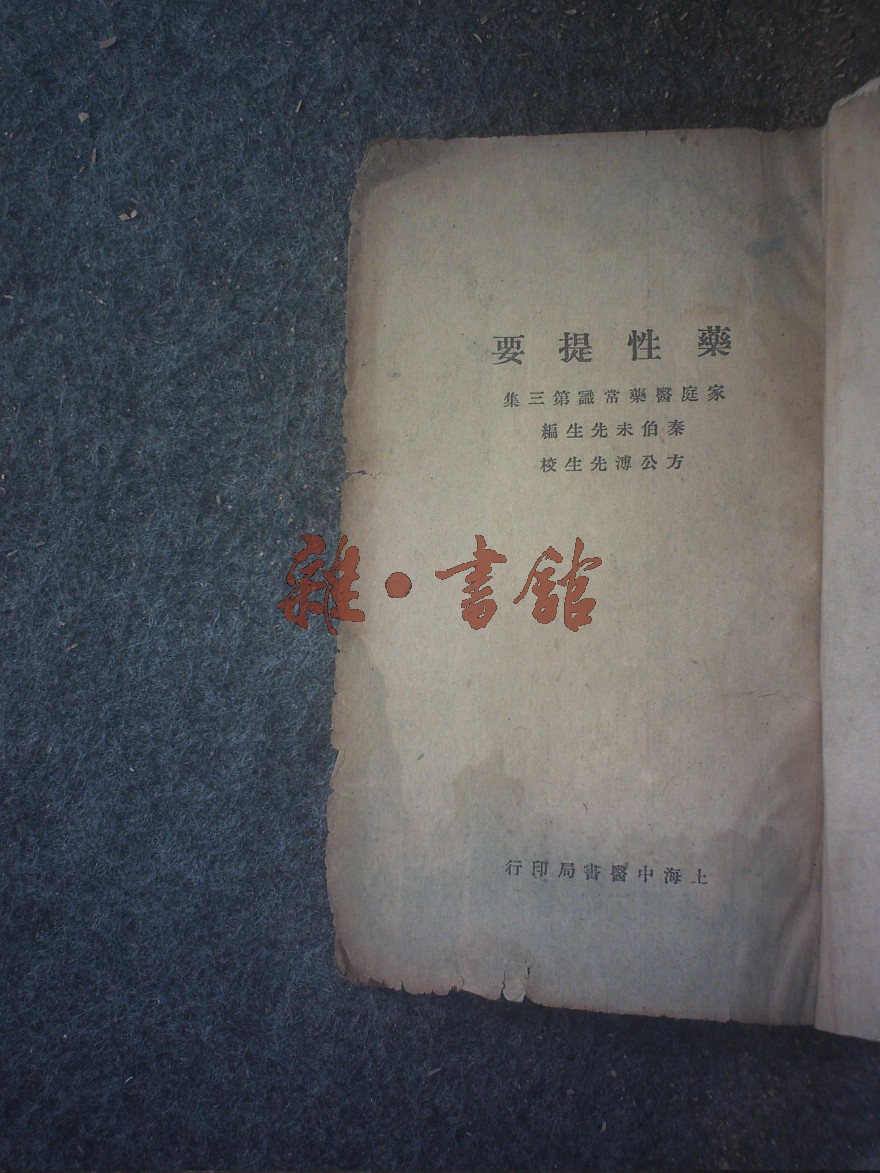 藥性提要
家庭醫藥常識第三集
秦伯未先生編
方公溥先生校
雜·書館
上海中醫書局印行